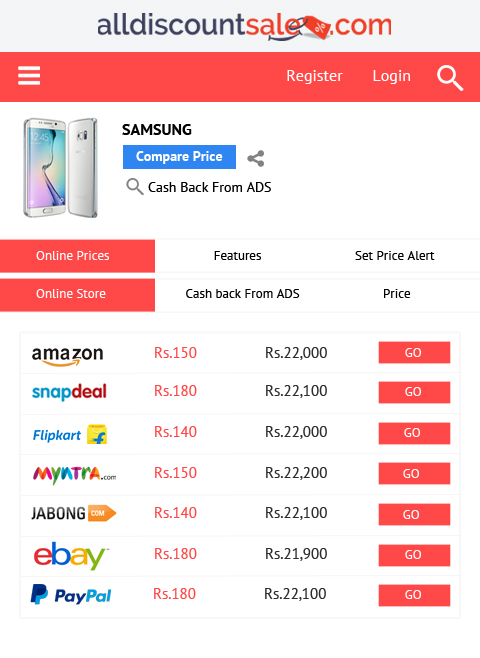 alldiscountsale.com
Register Login
SAMSUNG
Compare Price
Cash Back From ADS
Online Prices Features Set Price Alert
Online Store Cash back From ADS Price
amazon Rs.150 Rs.22,000 GO
snapdeal Rs.180 Rs.22,100 GO
Flipkart Rs.140 Rs.22,000 GO
Myntra.com Rs.150 Rs.22,200 GO
JABONG COM Rs.140 Rs.22,100 GO
ebay Rs.180 Rs.21,900 GO
PayPal Rs.180 Rs.22,100 GO